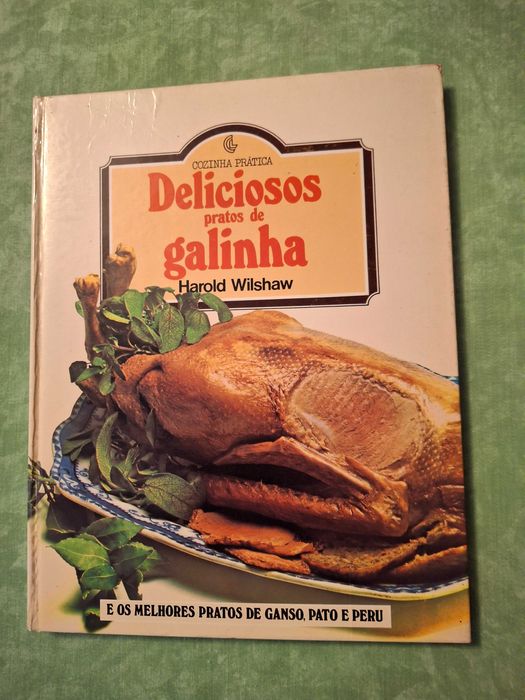 COZINHA PRÁTICA
Deliciosos
pratos de
galinha
Harold Wilshaw
E OS MELHORES PRATOS DE GANSO, PATO E PERU